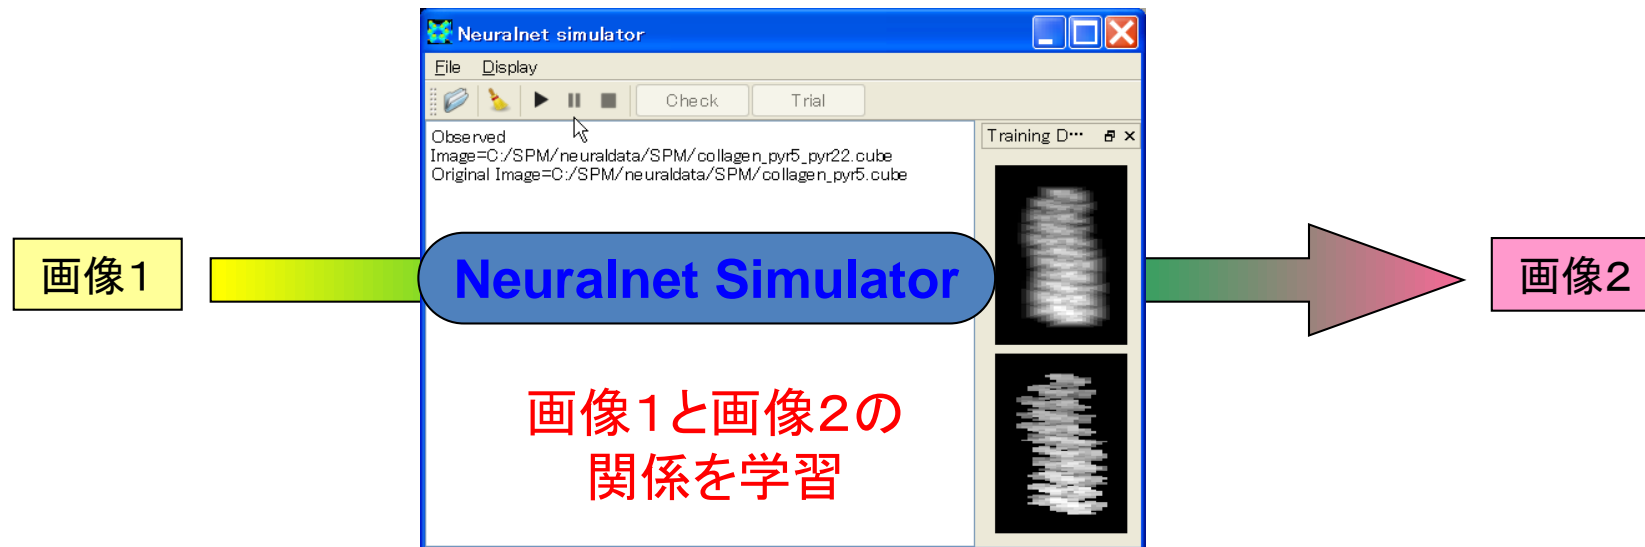 Neuralnet simulator
File Display
Check Trial
Observed
Image=C:/SPM/neuraldata/SPM/collagen_pyr5_pyr22.cube
Original Image=C:/SPM/neuraldata/SPM/collagen_pyr5.cube
Training D…
画像1
Neuralnet Simulator
画像2
画像1と画像2の
関係を学習